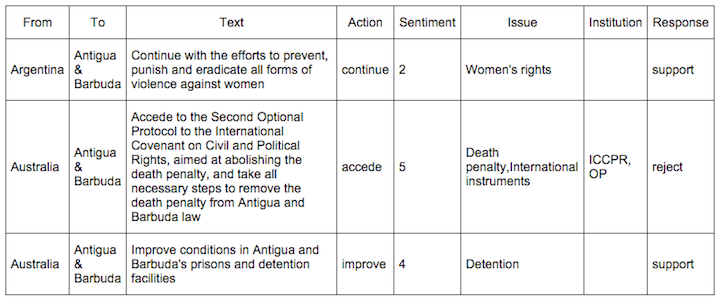 From To Text Action Sentiment Issue Institution Response
Argentina Antigua & Barbuda Continue with the efforts to prevent, punish and eradicate all forms of violence against women continue 2 Women's rights support
Australia Antigua & Barbuda Accede to the Second Optional Protocol to the International Covenant on Civil and Political Rights, aimed at abolishing the death penalty, and take all necessary steps to remove the death penalty from Antigua and Barbuda law accede 5 Death penalty,International instruments ICCPR, OP reject
Australia Antigua & Barbuda Improve conditions in Antigua and Barbuda's prisons and detention facilities improve 4 Detention support